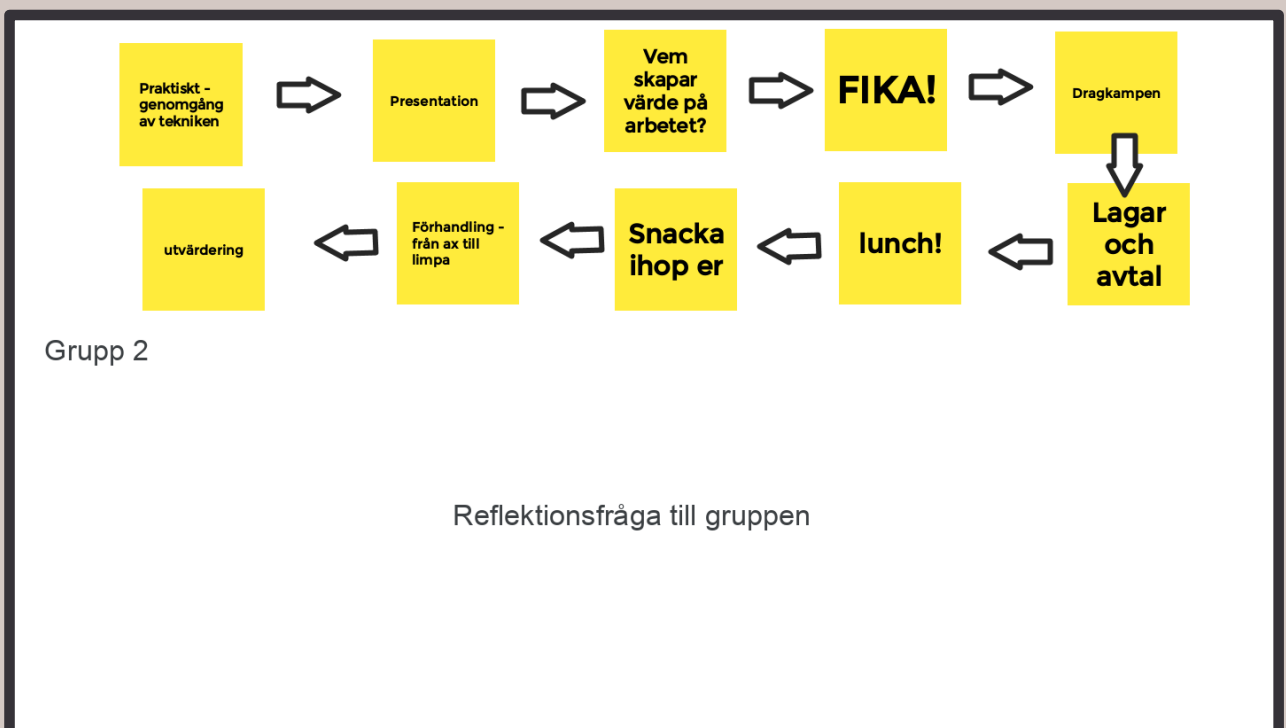 Praktiskt -
genomgång
av tekniken
Presentation
Vem
skapar
värde på
arbetet?
FIKA!
Dragkampen
Lagar
och
avtal
lunch!
Snacka
ihop er
Förhandling -
från ax till
limpa
utvärdering
Grupp 2
Reflektionsfråga till gruppen